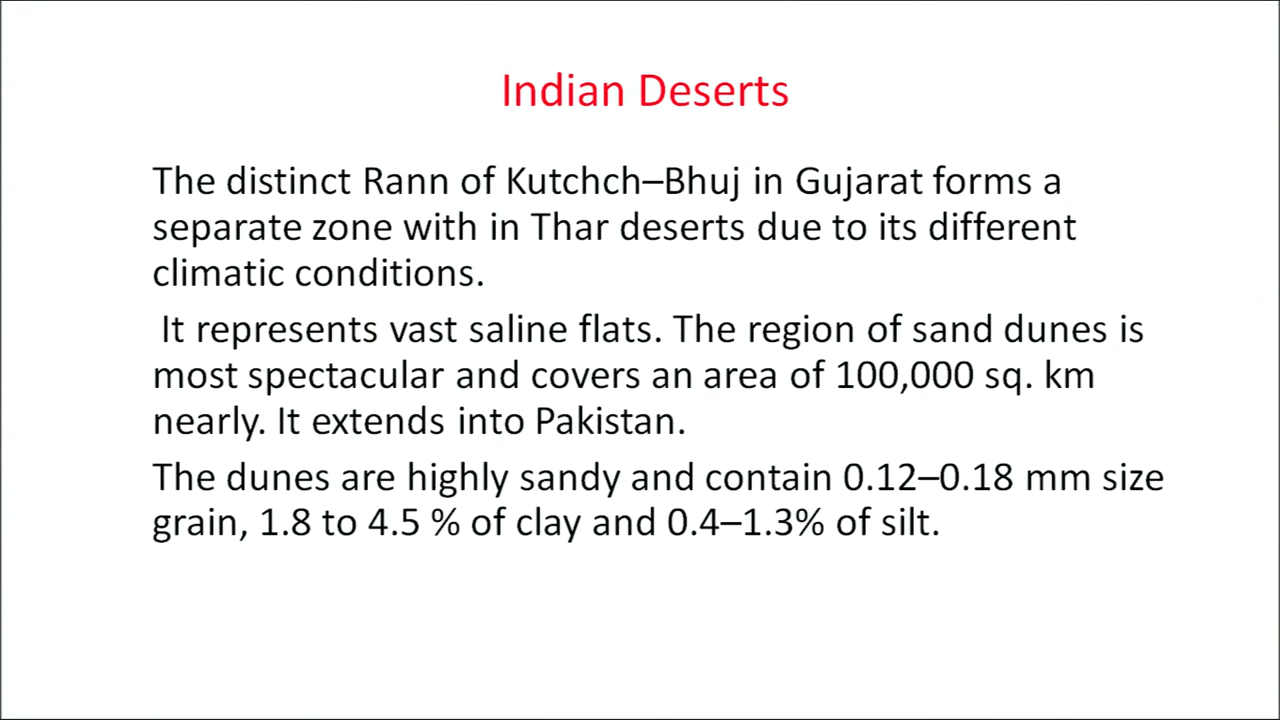 Indian Deserts
The distinct Rann of Kutchch–Bhuj in Gujarat forms a
separate zone with in Thar deserts due to its different
climatic conditions.
It represents vast saline flats. The region of sand dunes is
most spectacular and covers an area of 100,000 sq. km
nearly. It extends into Pakistan.
The dunes are highly sandy and contain 0.12–0.18 mm size
grain, 1.8 to 4.5 % of clay and 0.4–1.3% of silt.